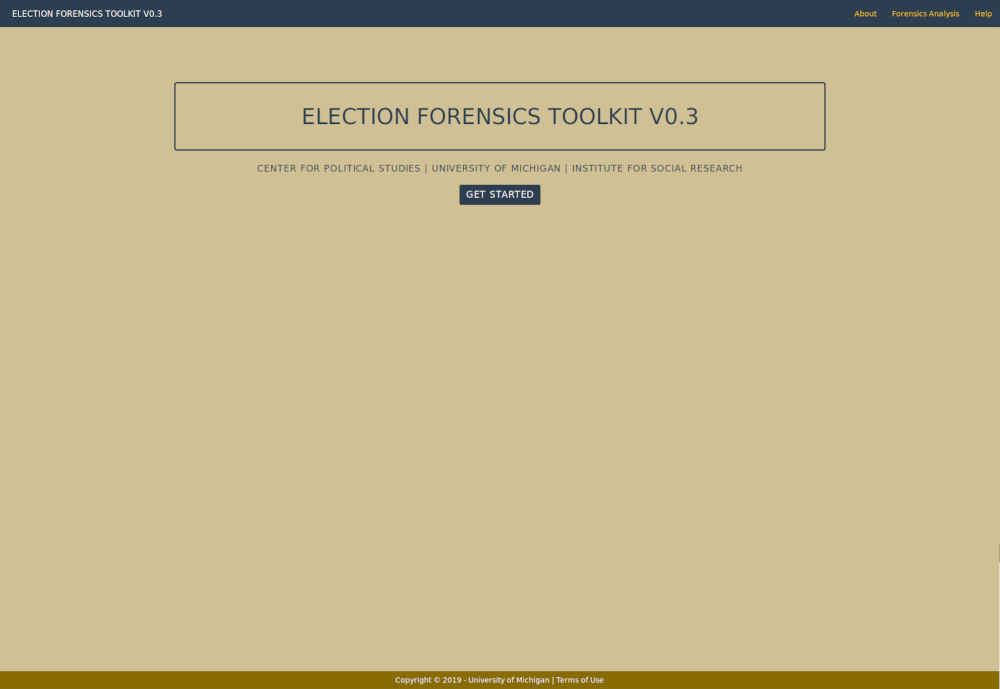 ELECTION FORENSICS TOOLKIT V0.3
About
Forensics Analysis
Help
ELECTION FORENSICS TOOLKIT V0.3
CENTER FOR POLITICAL STUDIES | UNIVERSITY OF MICHIGAN | INSTITUTE FOR SOCIAL RESEARCH
GET STARTED
Copyright © 2019 - University of Michigan | Terms of Use